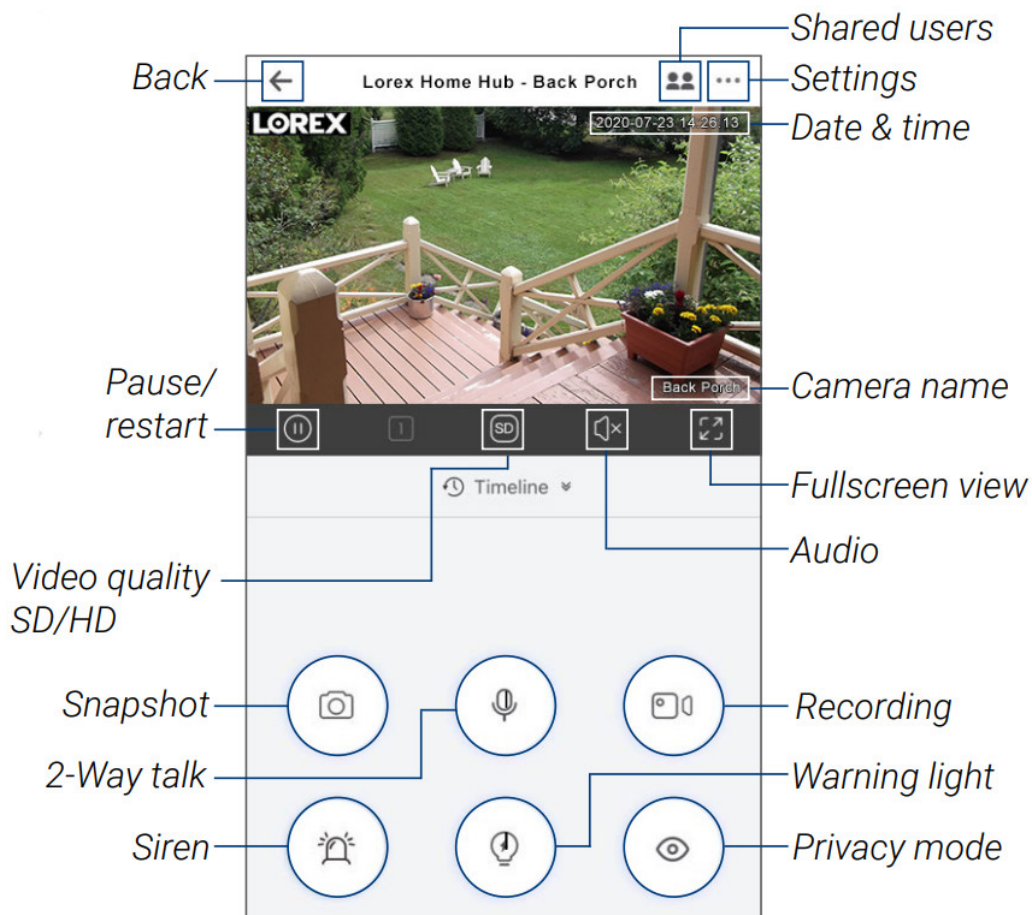 Shared users
Back
Lorex Home Hub - Back Porch
Settings
LOREX
2020-07-23 14:26:13
Date & time
Pause/
restart
Back Porch
Camera name
1
SD
Timeline
Fullscreen view
Audio
Video quality
SD/HD
Snapshot
Recording
2-Way talk
Warning light
Siren
Privacy mode